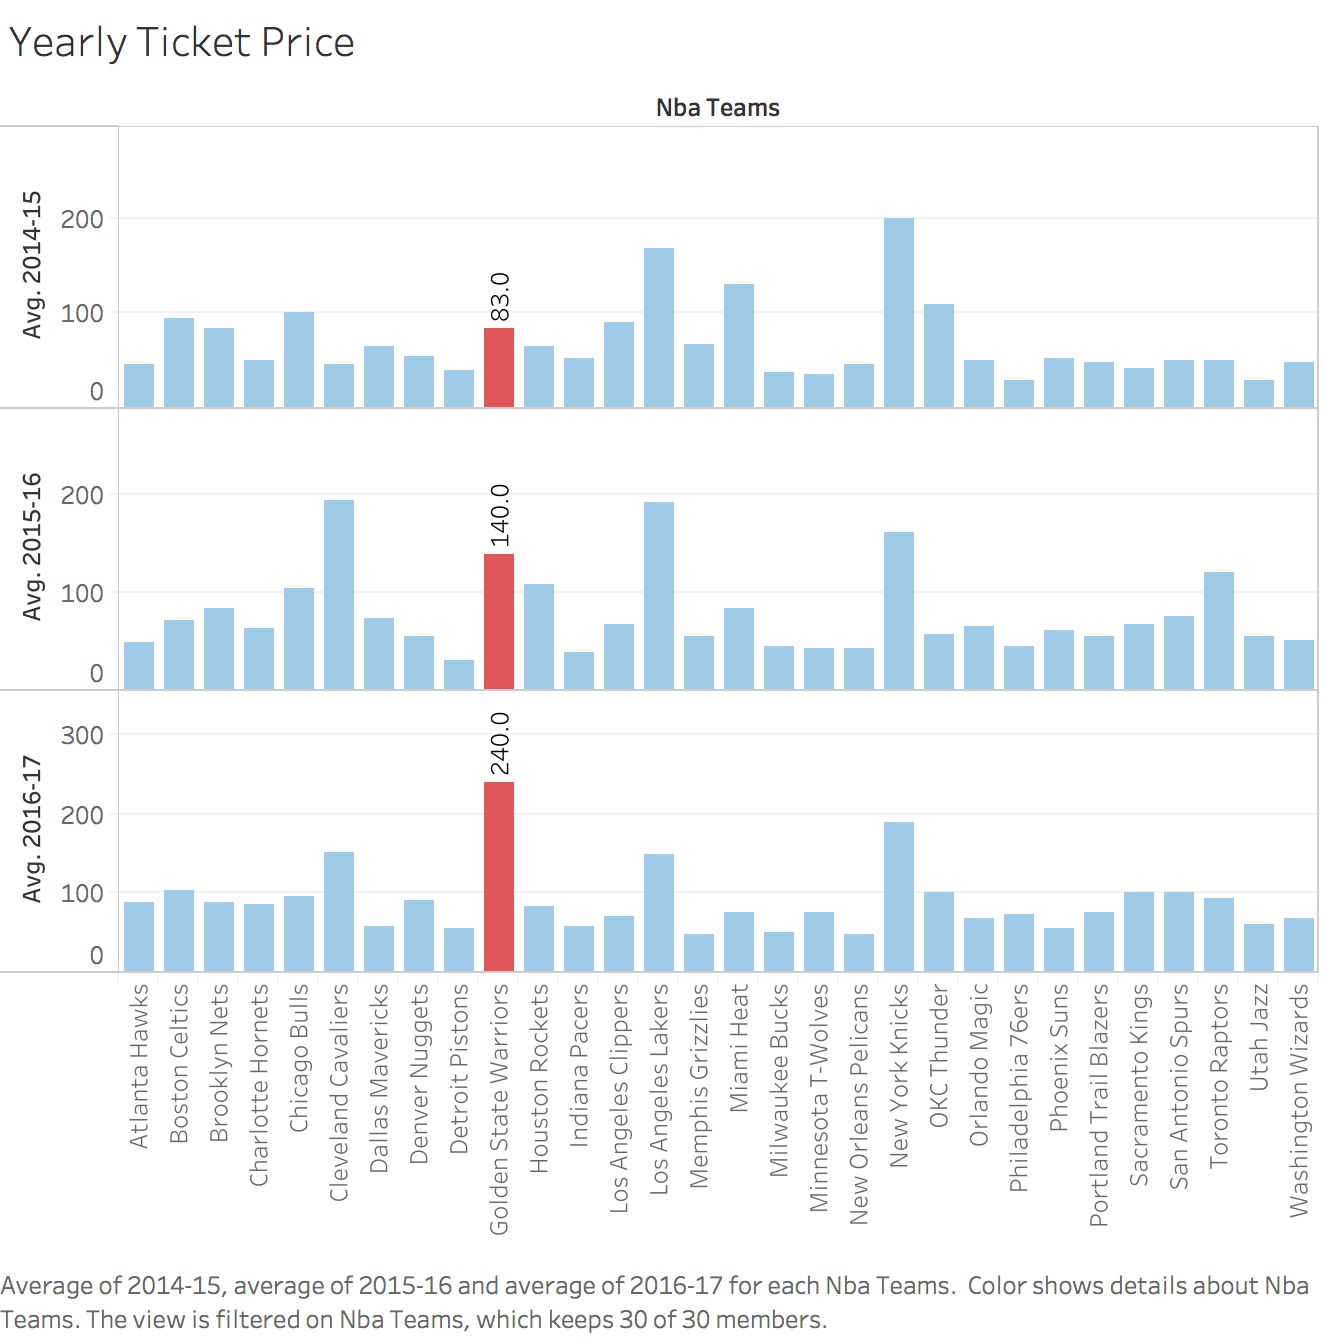 Yearly Ticket Price
Nba Teams
Avg. 2014-15
200
100
0
83.0
Avg. 2015-16
200
100
0
140.0
Avg. 2016-17
300
200
100
0
240.0
Atlanta Hawks
Boston Celtics
Brooklyn Nets
Charlotte Hornets
Chicago Bulls
Cleveland Cavaliers
Dallas Mavericks
Denver Nuggets
Detroit Pistons
Golden State Warriors
Houston Rockets
Indiana Pacers
Los Angeles Clippers
Los Angeles Lakers
Memphis Grizzlies
Miami Heat
Milwaukee Bucks
Minnesota T-Wolves
New Orleans Pelicans
New York Knicks
OKC Thunder
Orlando Magic
Philadelphia 76ers
Phoenix Suns
Portland Trail Blazers
Sacramento Kings
San Antonio Spurs
Toronto Raptors
Utah Jazz
Washington Wizards
Average of 2014-15, average of 2015-16 and average of 2016-17 for each Nba Teams.  Color shows details about Nba
Teams. The view is filtered on Nba Teams, which keeps 30 of 30 members.